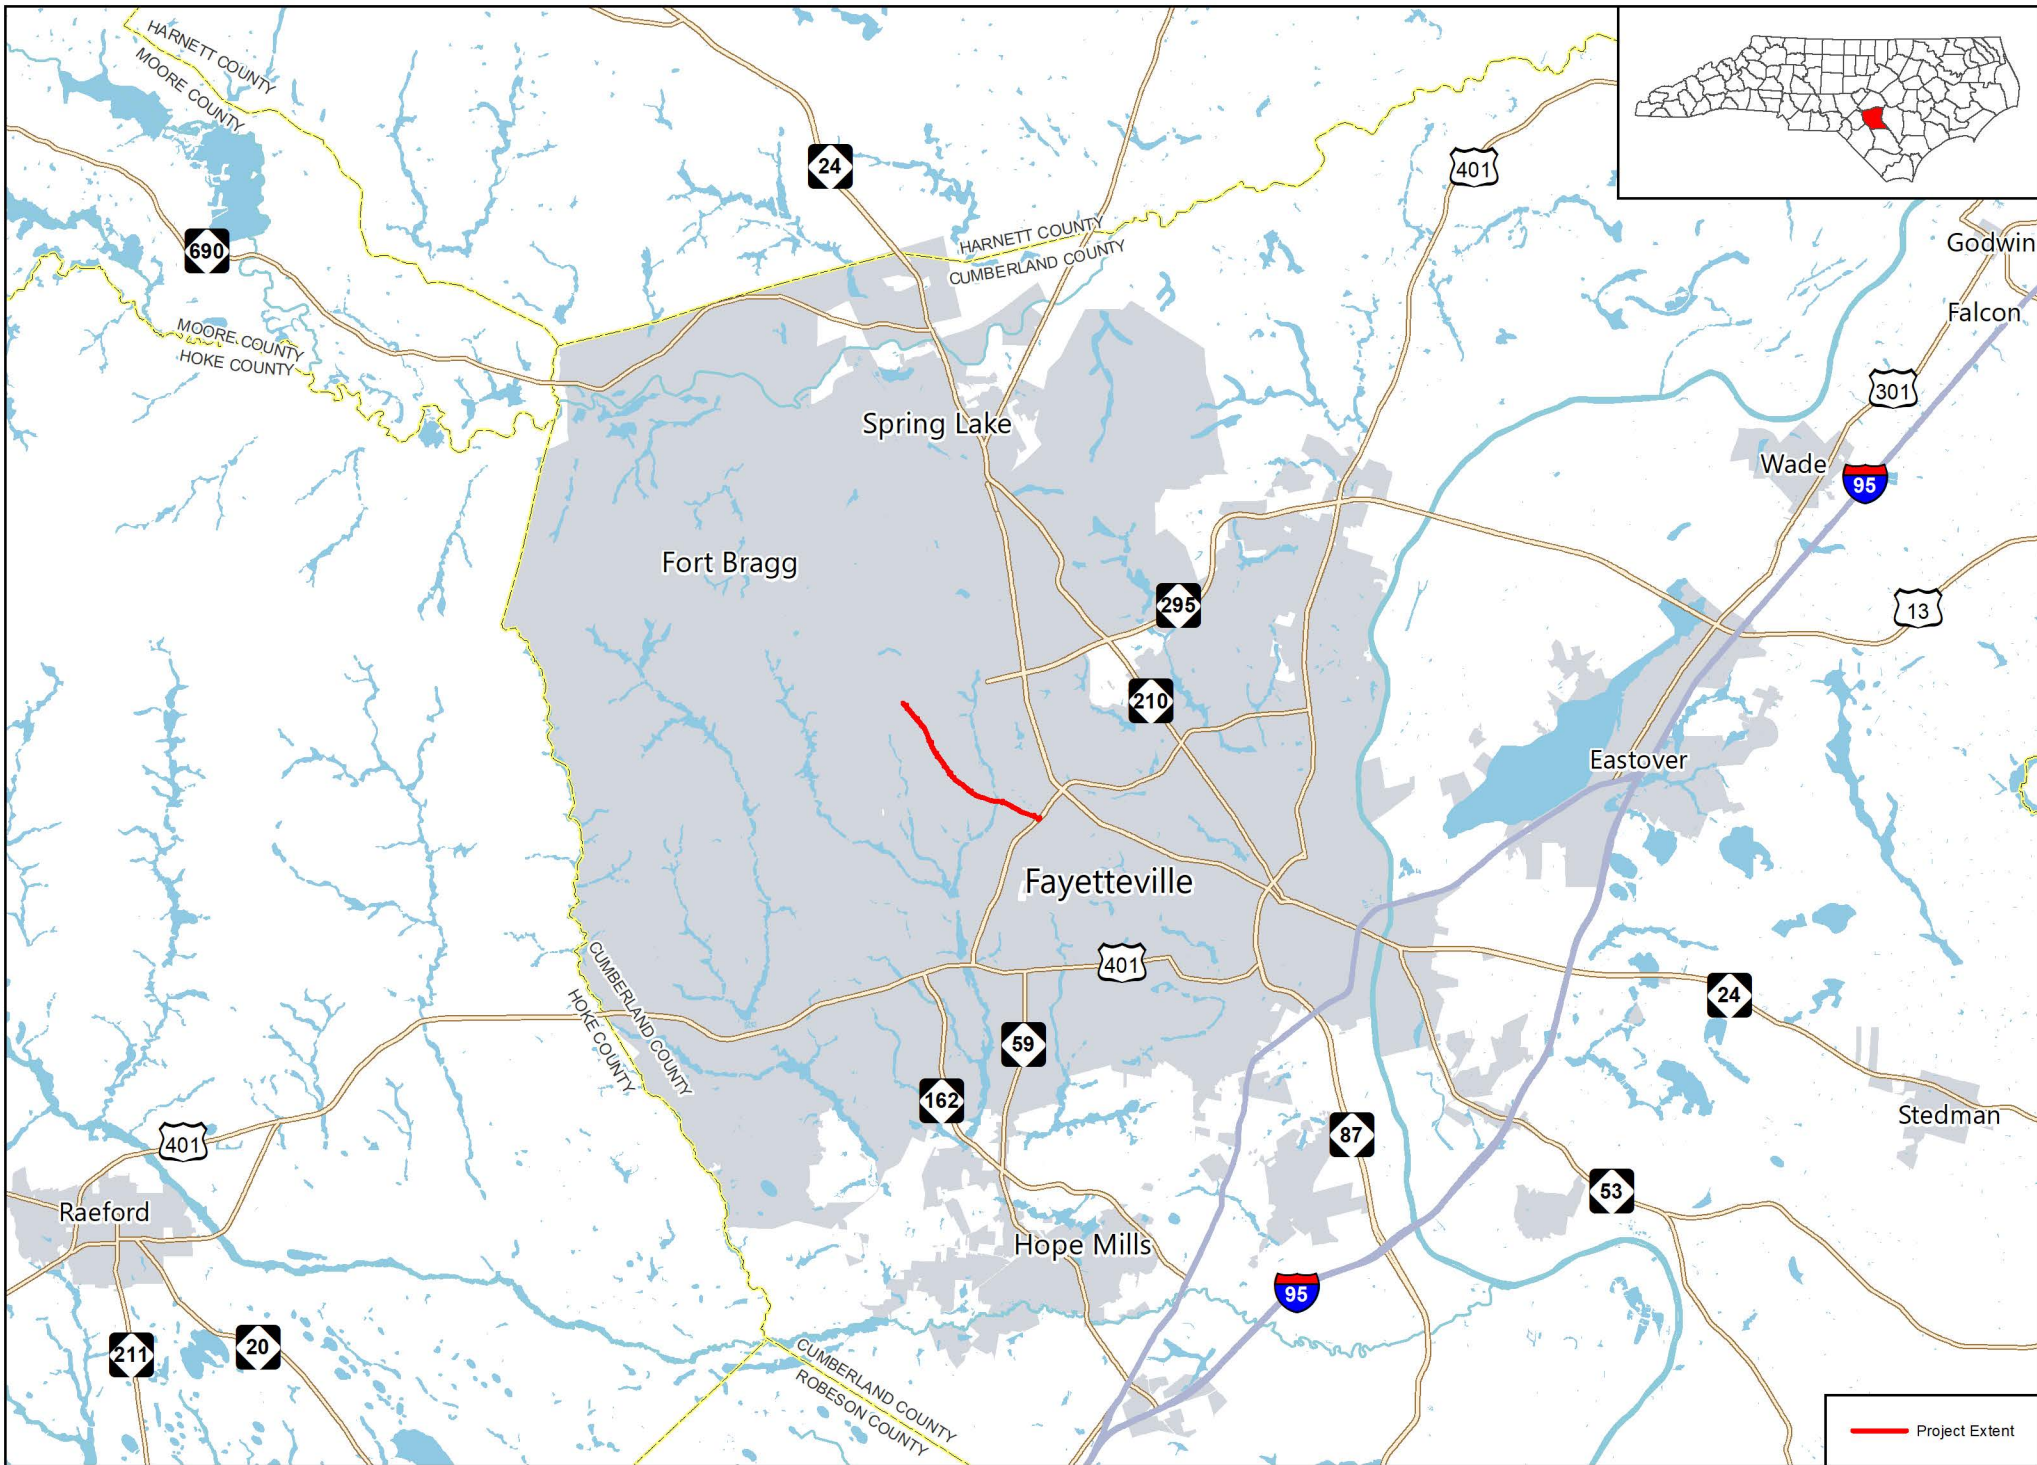 HARNETT COUNTY
MOORE COUNTY
24
401
690
HARNETT COUNTY
CUMBERLAND COUNTY
Godwin
Falcon
MOORE COUNTY
HOKE COUNTY
301
Spring Lake
Wade
95
Fort Bragg
295
13
210
Eastover
Fayetteville
401
CUMBERLAND COUNTY
HOKE COUNTY
24
59
162
87
Stedman
401
53
Raeford
Hope Mills
95
211
20
CUMBERLAND COUNTY
ROBESON COUNTY
Project Extent